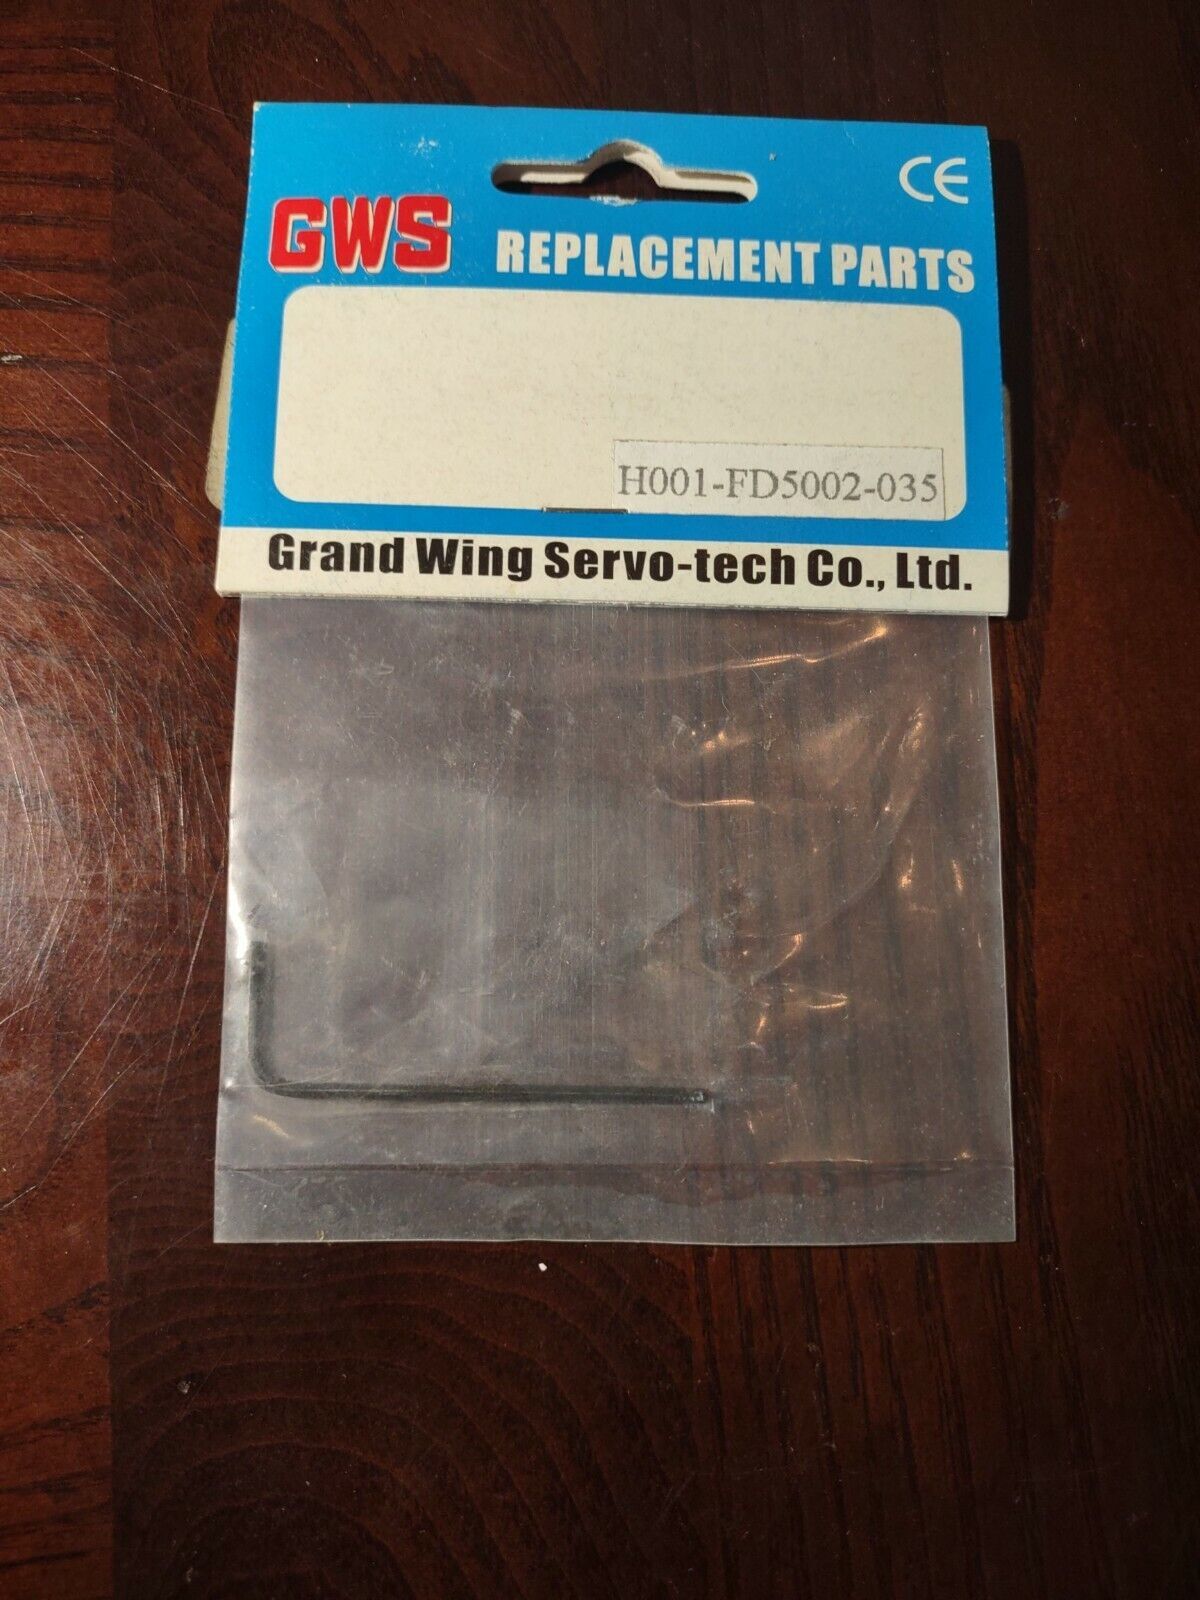 CE
GWS REPLACEMENT PARTS
H001-FD5002-035
Grand Wing Servo-tech Co., Ltd.